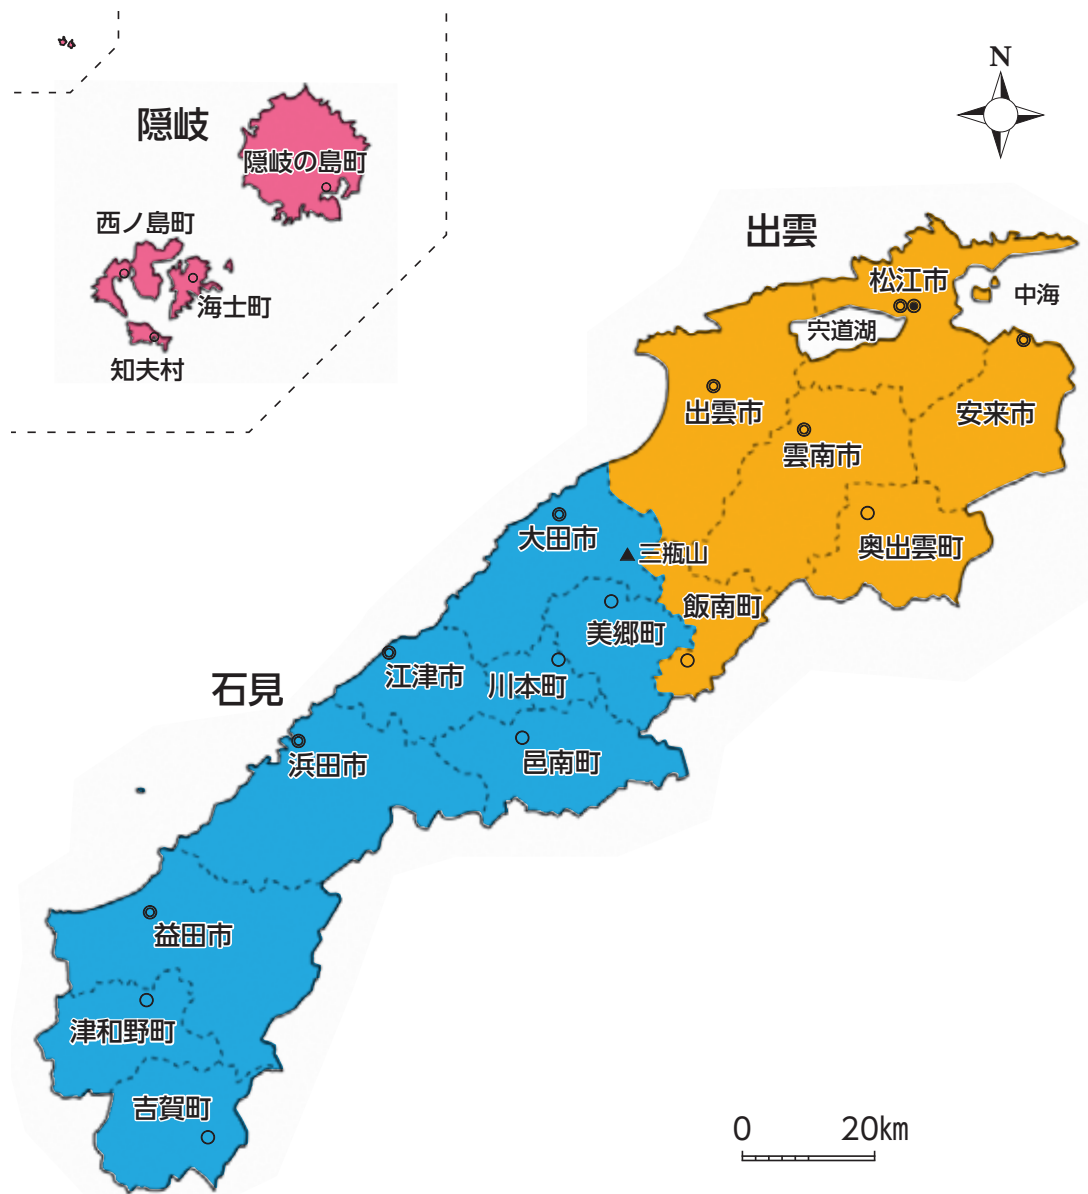 N
隠岐
隠岐の島町
西ノ島町
海士町
知夫村
出雲
松江市
中海
宍道湖
出雲市
安来市
雲南市
大田市
奥出雲町
三瓶山
飯南町
美郷町
江津市
川本町
石見
浜田市
邑南町
益田市
津和野町
吉賀町
0 20km